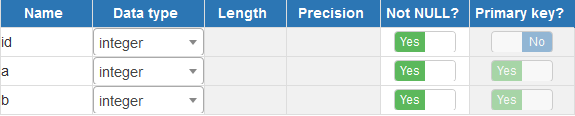 Name Data type Length Precision Not NULL? Primary key?
id integer Yes No
a integer Yes Yes
b integer Yes Yes